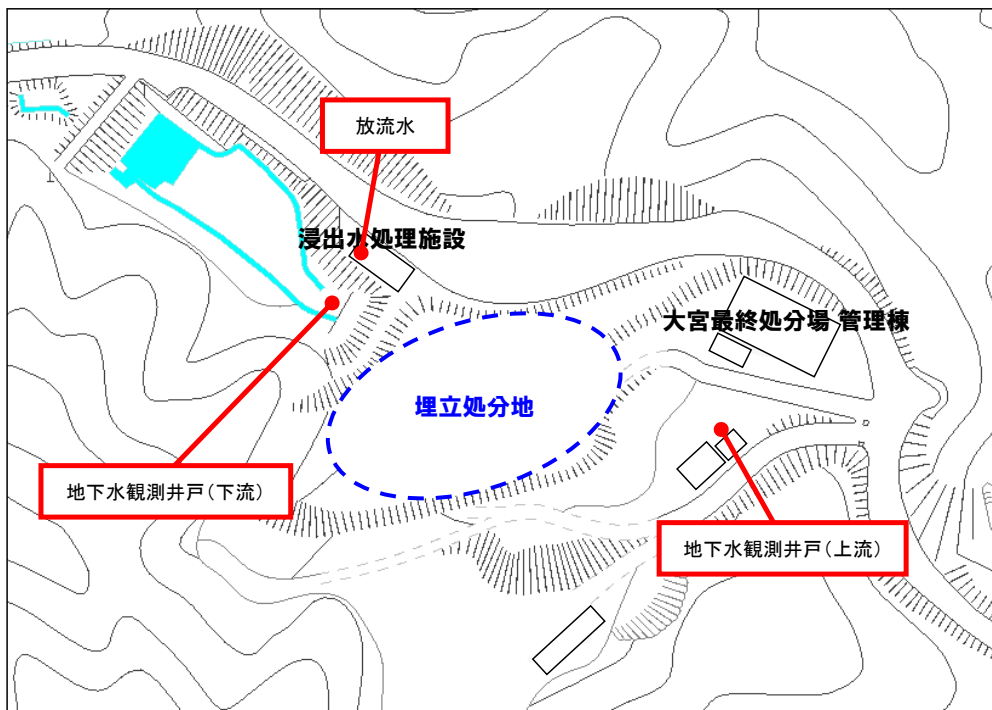 放流水
浸出水処理施設
大宮最終処分場 管理棟
埋立処分地
地下水観測井戸(下流)
地下水観測井戸(上流)